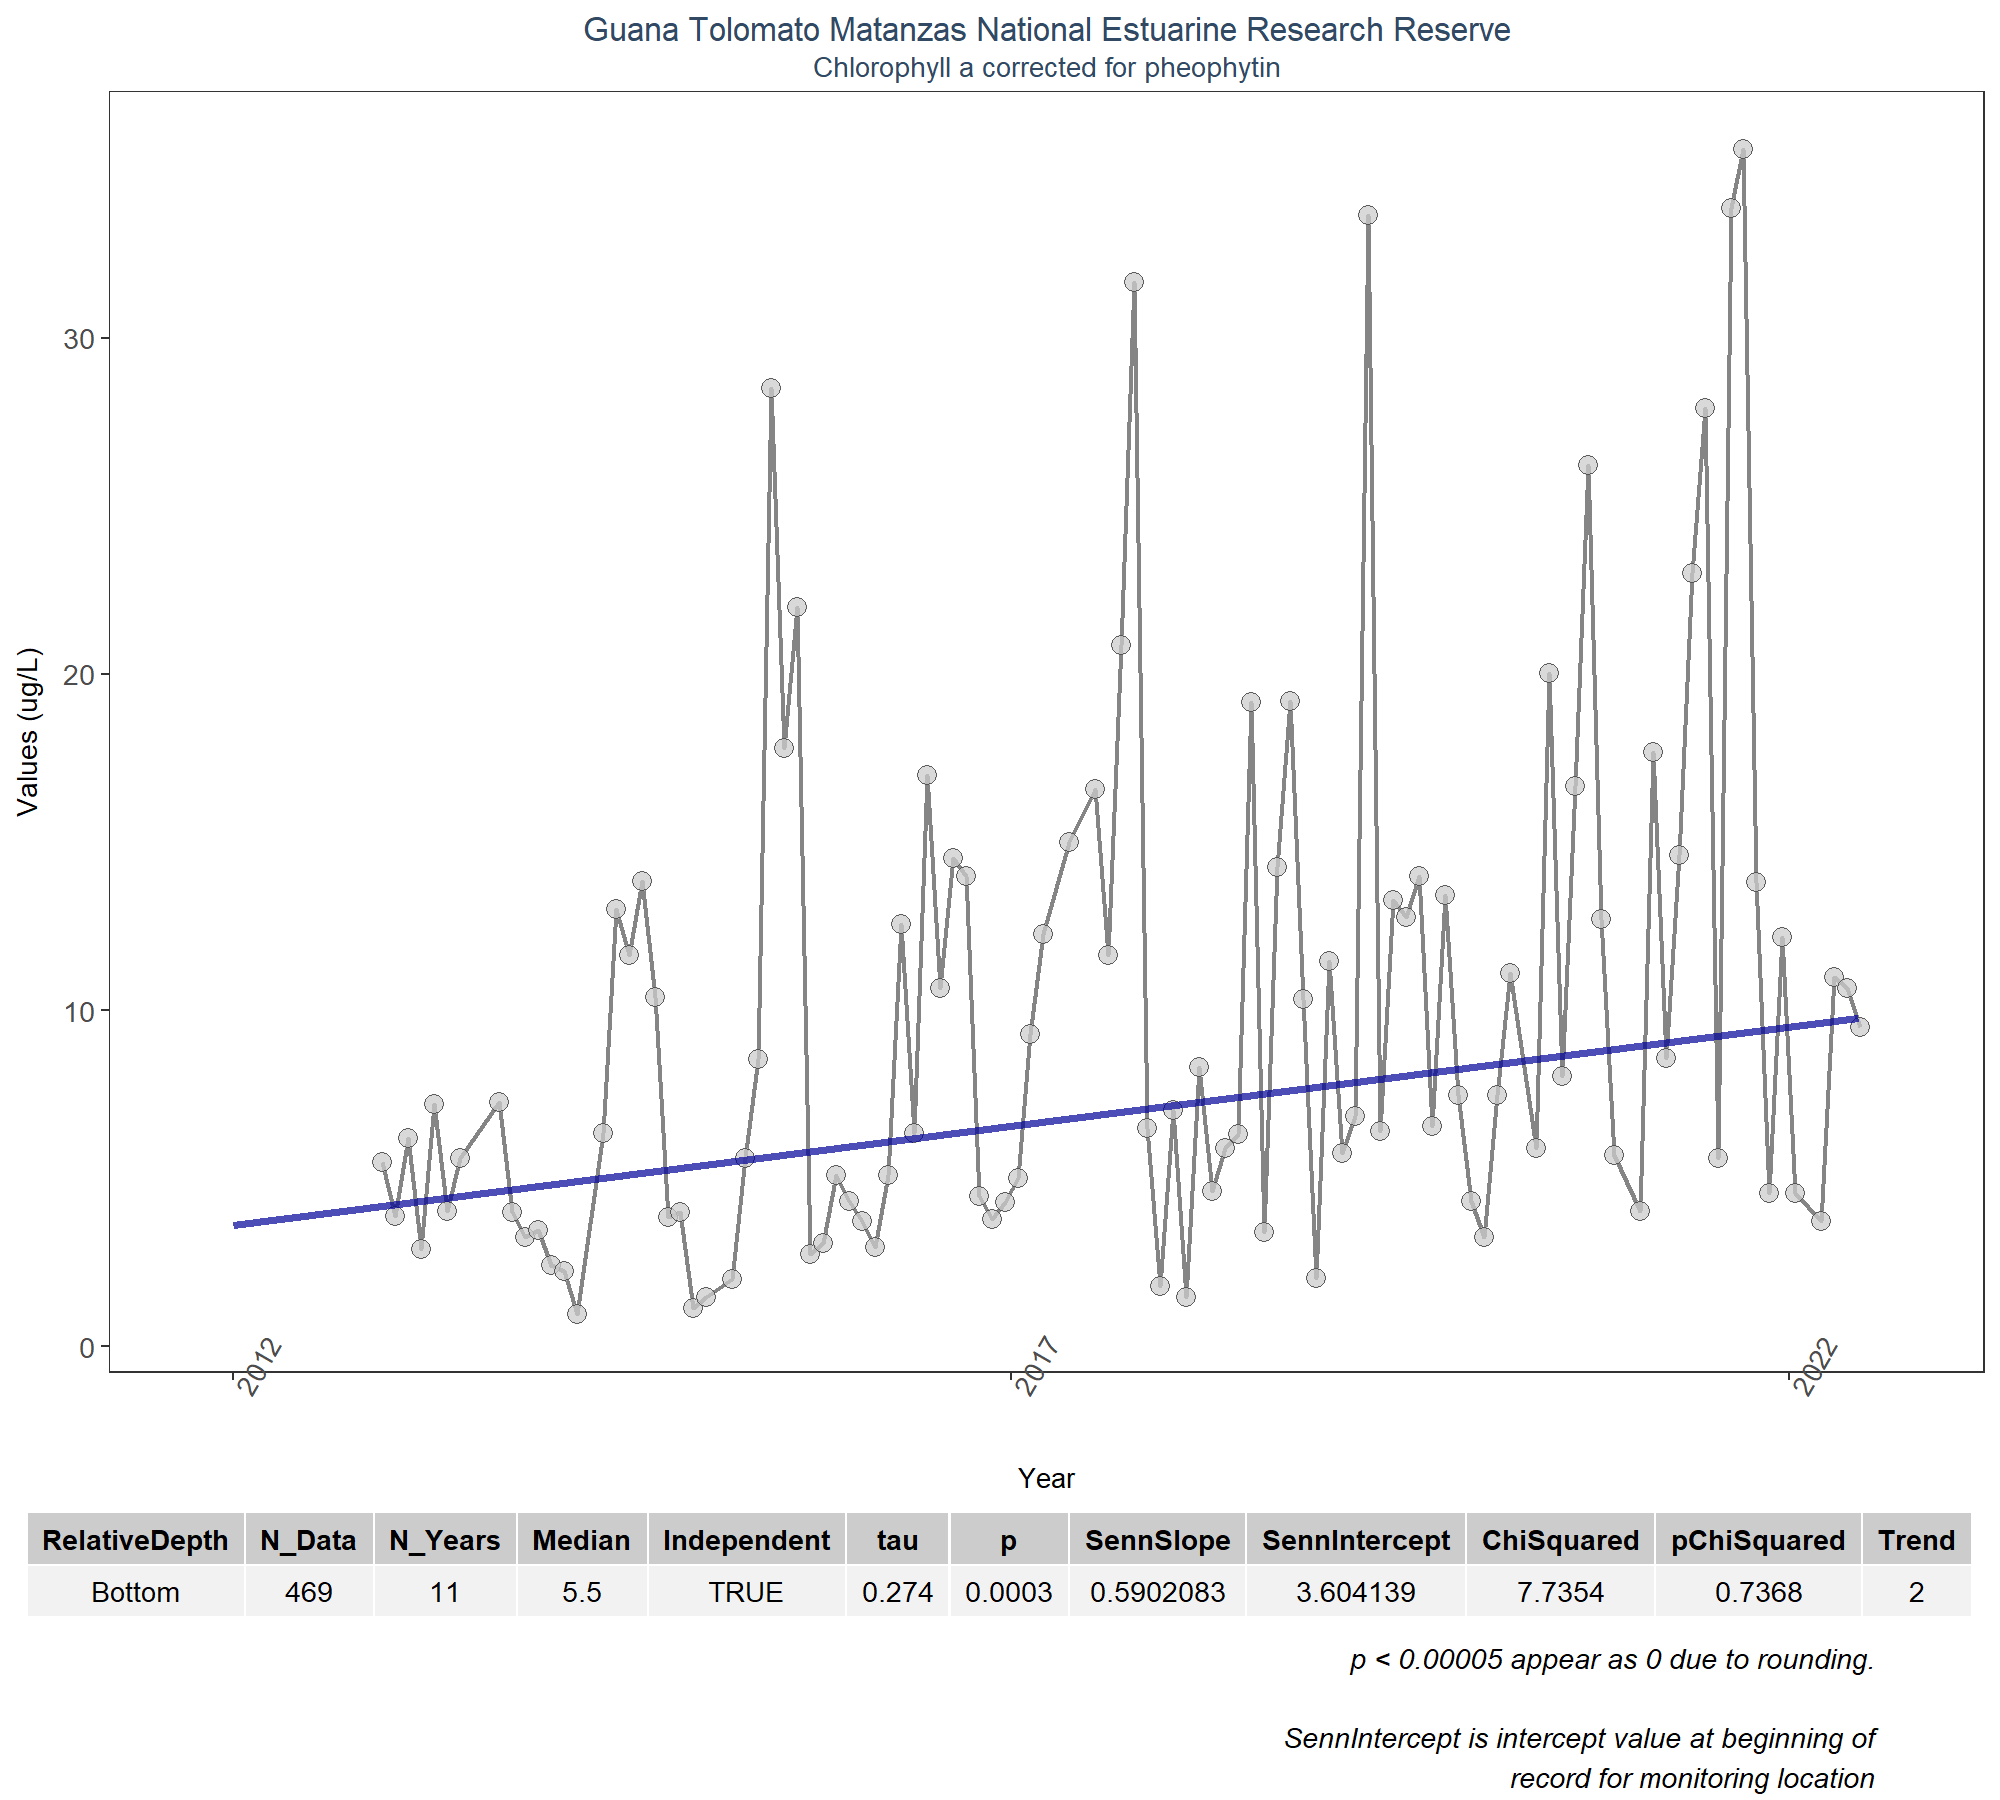 Guana Tolomato Matanzas National Estuarine Research Reserve
Chlorophyll a corrected for pheophytin
Values (ug/L)
30
20
10
0
2012 2017 2022
Year
RelativeDepth N_Data N_Years Median Independent tau p SennSlope SennIntercept ChiSquared pChiSquared Trend
Bottom 469 11 5.5 TRUE 0.274 0.0003 0.5902083 3.604139 7.7354 0.7368 2
p < 0.00005 appear as 0 due to rounding.
SennIntercept is intercept value at beginning of
record for monitoring location